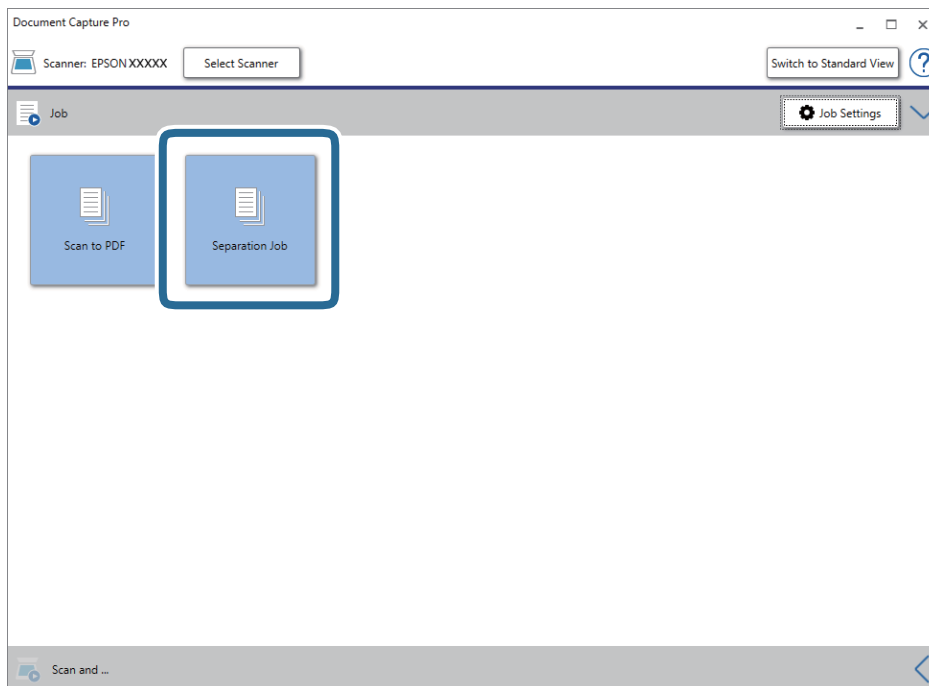 Document Capture Pro
Scanner: EPSON XXXXX Select Scanner Switch to Standard View ?
Job Job Settings
Scan to PDF Separation Job
Scan and ...